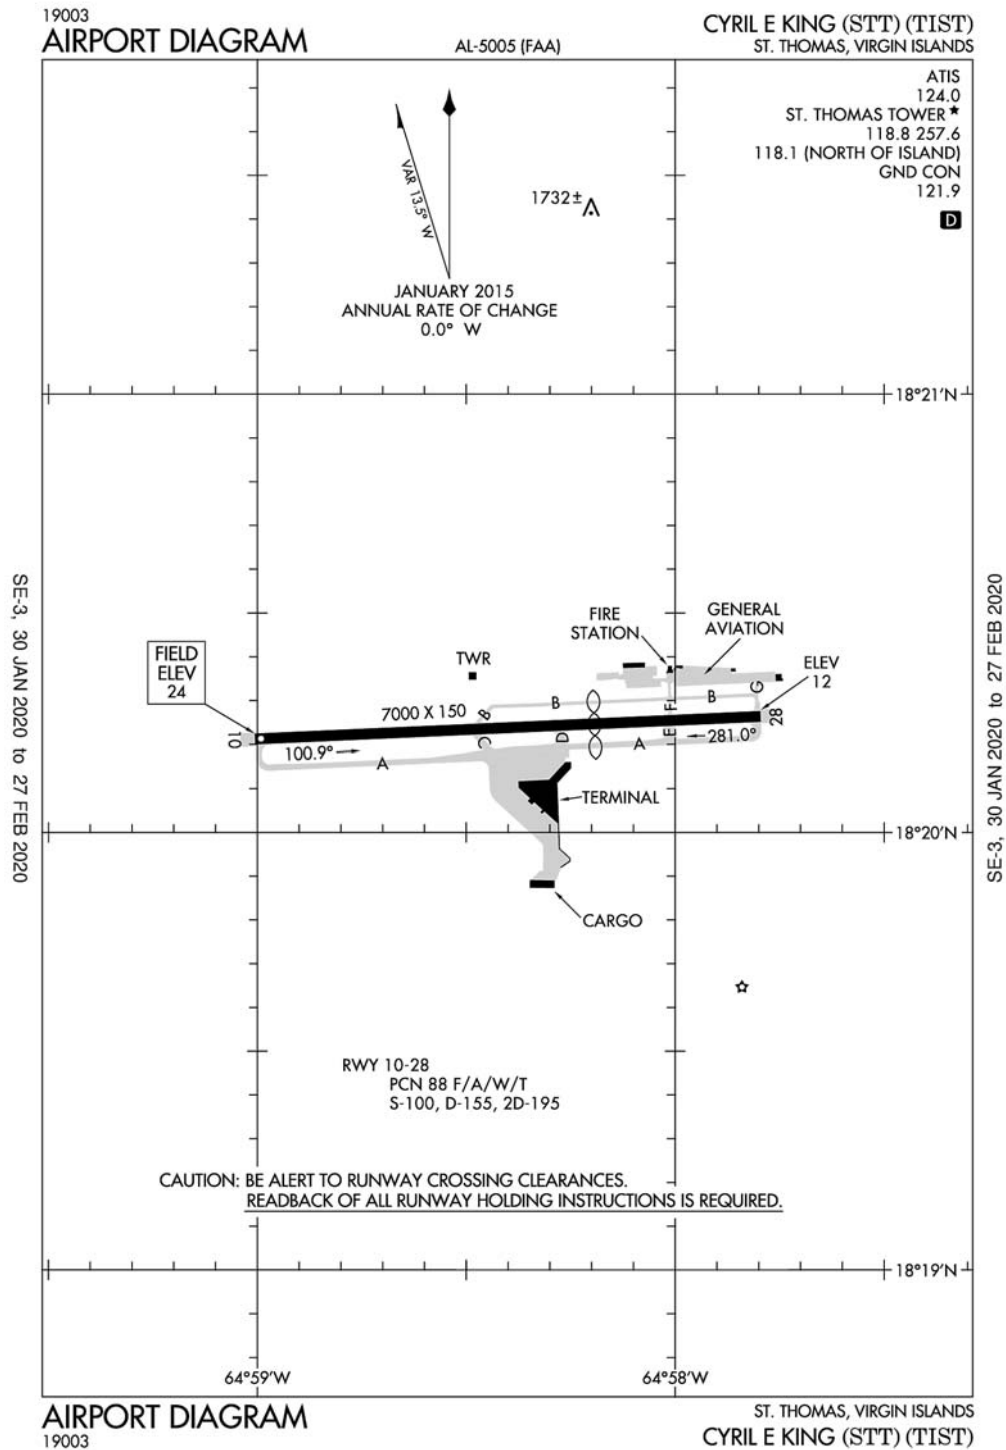 19003
AIRPORT DIAGRAM
AL-5005 (FAA)
CYRIL E KING (STT) (TIST)
ST. THOMAS, VIRGIN ISLANDS
ATIS
124.0
ST. THOMAS TOWER ★
118.8 257.6
118.1 (NORTH OF ISLAND)
GND CON
121.9
D
VAR 13.5° W
1732±
JANUARY 2015
ANNUAL RATE OF CHANGE
0.0° W
18°21'N
SE-3, 30 JAN 2020 to 27 FEB 2020
SE-3, 30 JAN 2020 to 27 FEB 2020
FIRE
STATION
GENERAL
AVIATION
FIELD
ELEV
24
TWR
ELEV
12
7000 X 150
B
B
B
G
F
28
10
100.9°
A
C
D
A
E
281.0°
TERMINAL
18°20'N
CARGO
RWY 10-28
PCN 88 F/A/W/T
S-100, D-155, 2D-195
CAUTION: BE ALERT TO RUNWAY CROSSING CLEARANCES.
READBACK OF ALL RUNWAY HOLDING INSTRUCTIONS IS REQUIRED.
18°19'N
64°59'W
64°58'W
AIRPORT DIAGRAM
19003
ST. THOMAS, VIRGIN ISLANDS
CYRIL E KING (STT) (TIST)